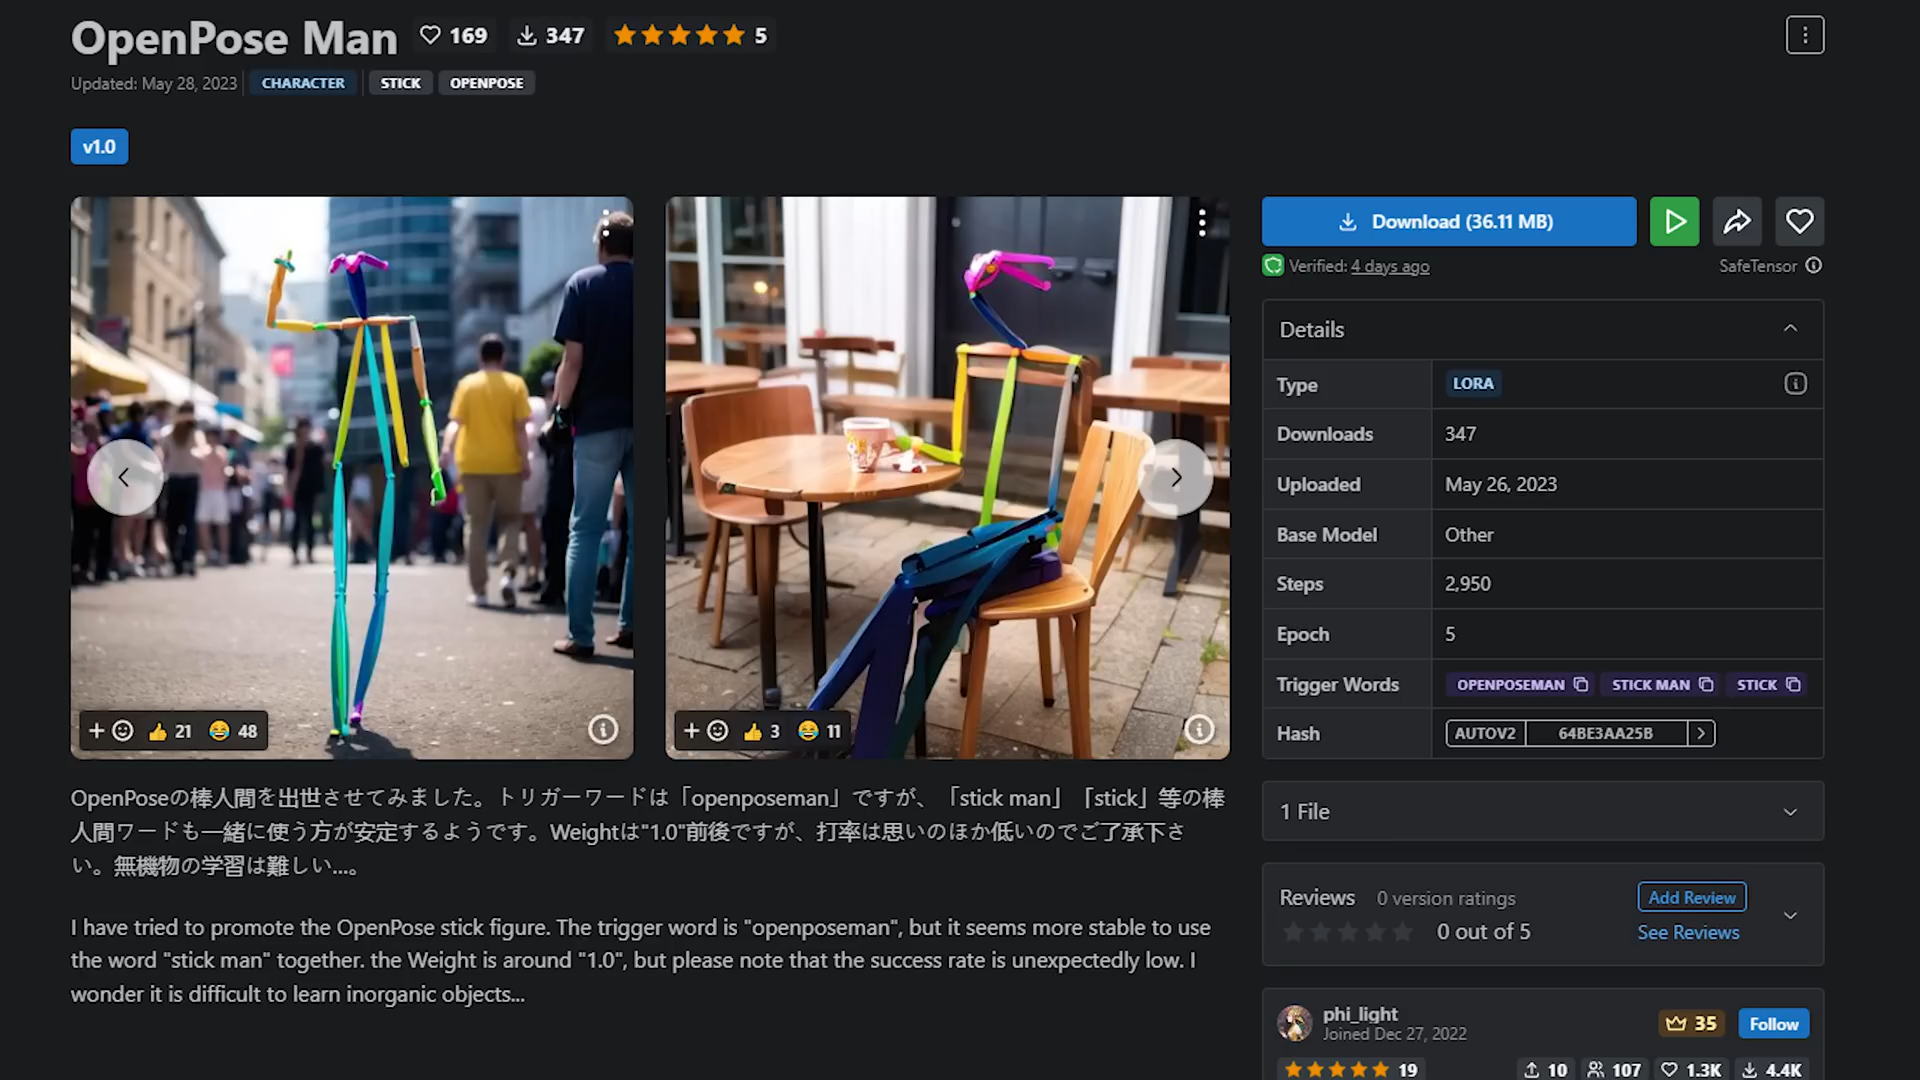 OpenPose Man 169 347 5
Updated: May 28, 2023 CHARACTER STICK OPENPOSE
v1.0
21 48
3 11
OpenPoseの棒人間を出世させてみました。トリガーワードは「openposeman」ですが、「stick man」「stick」等の棒
人間ワードも一緒に使う方が安定するようです。Weightは"1.0"前後ですが、打率は思いのほか低いのでご了承下さ
い。無機物の学習は難しい...。
I have tried to promote the OpenPose stick figure. The trigger word is "openposeman", but it seems more stable to use
the word "stick man" together. the Weight is around "1.0", but please note that the success rate is unexpectedly low. I
wonder it is difficult to learn inorganic objects...
Download (36.11 MB)
Verified: 4 days ago SafeTensor
Details
Type LORA
Downloads 347
Uploaded May 26, 2023
Base Model Other
Steps 2,950
Epoch 5
Trigger Words OPENPOSEMAN STICK MAN STICK
Hash AUTOV2 64BE3AA25B
1 File
Reviews 0 version ratings Add Review
0 out of 5 See Reviews
phi_light 35 Follow
Joined Dec 27, 2022
19 10 107 1.3K 4.4K